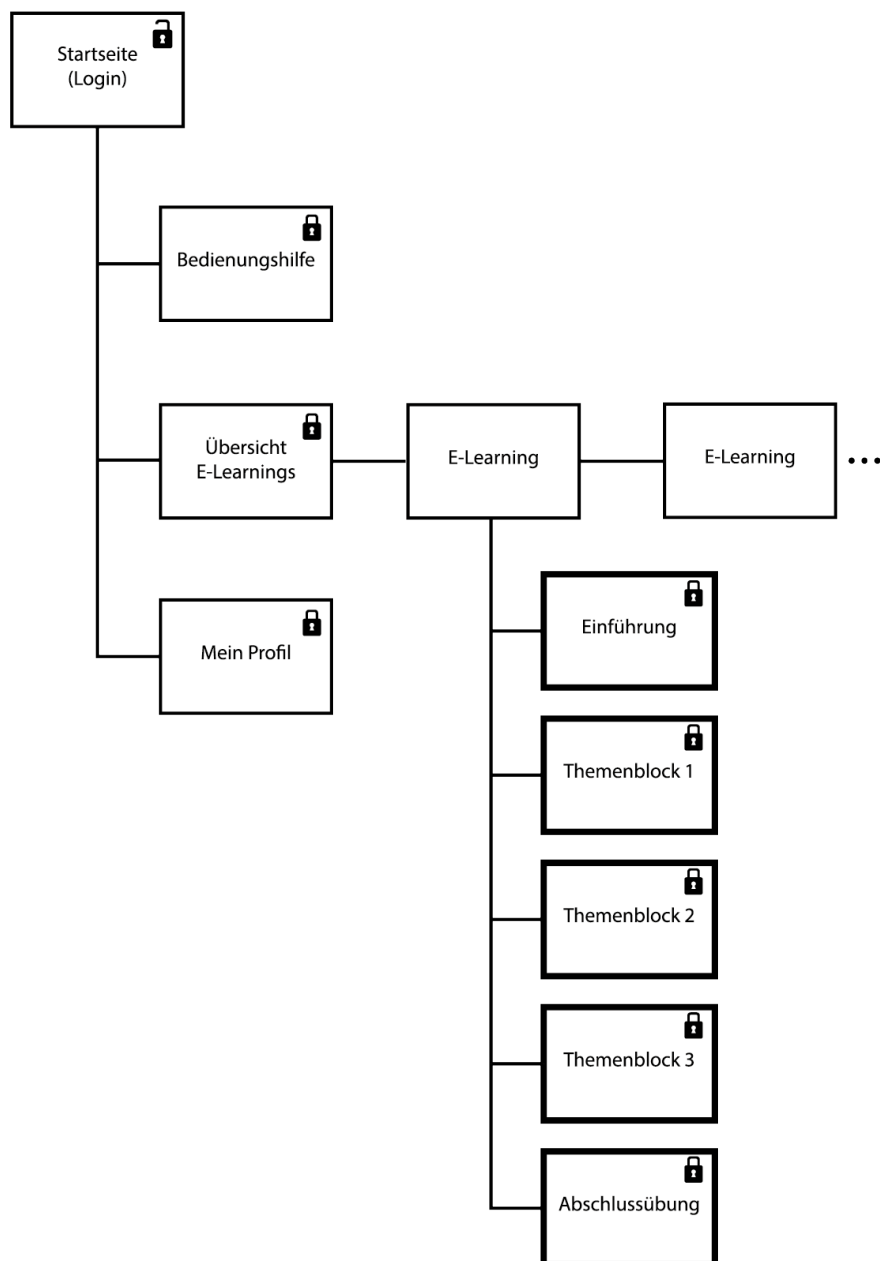 Startseite
(Login)
Bedienungshilfe
Übersicht
E-Learnings
E-Learning
E-Learning
...
Mein Profil
Einführung
Themenblock 1
Themenblock 2
Themenblock 3
Abschlussübung